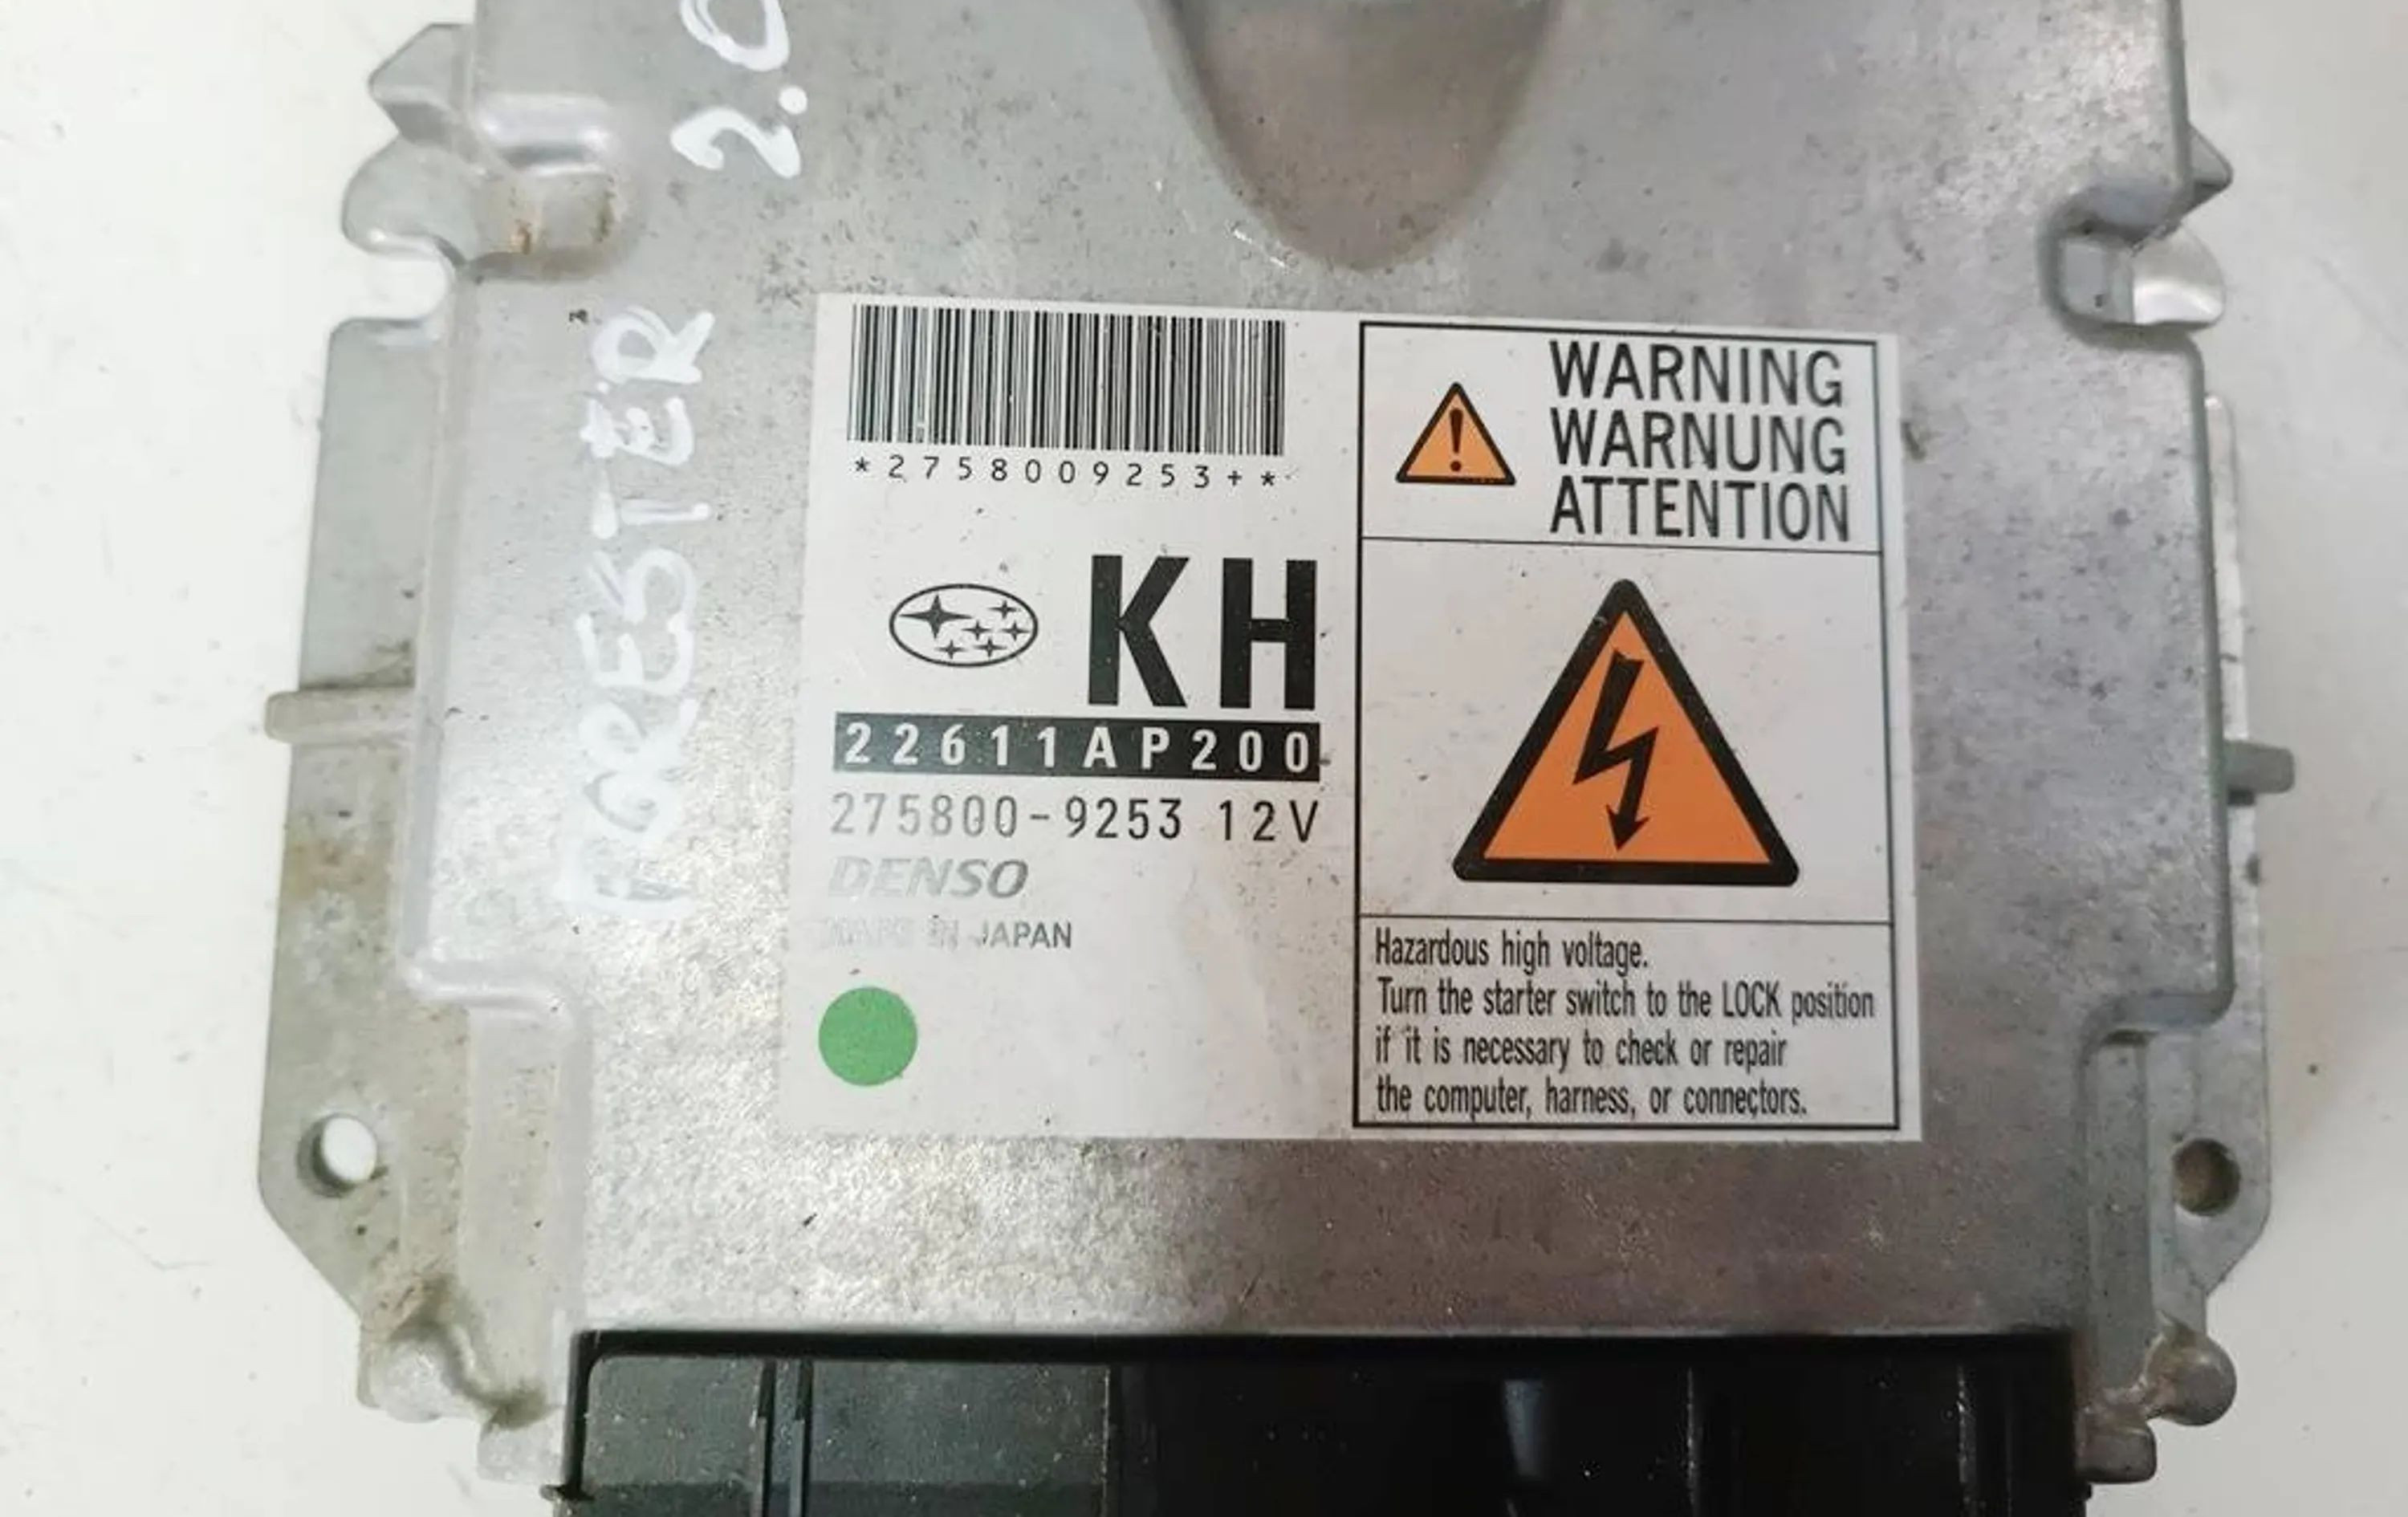 FORESTER 2.0
*2758009253+*
KH
22611AP200
275800-9253 12V
DENSO
MADE IN JAPAN
WARNING
WARNUNG
ATTENTION
Hazardous high voltage.
Turn the starter switch to the LOCK position
if it is necessary to check or repair
the computer, harness, or connectors.